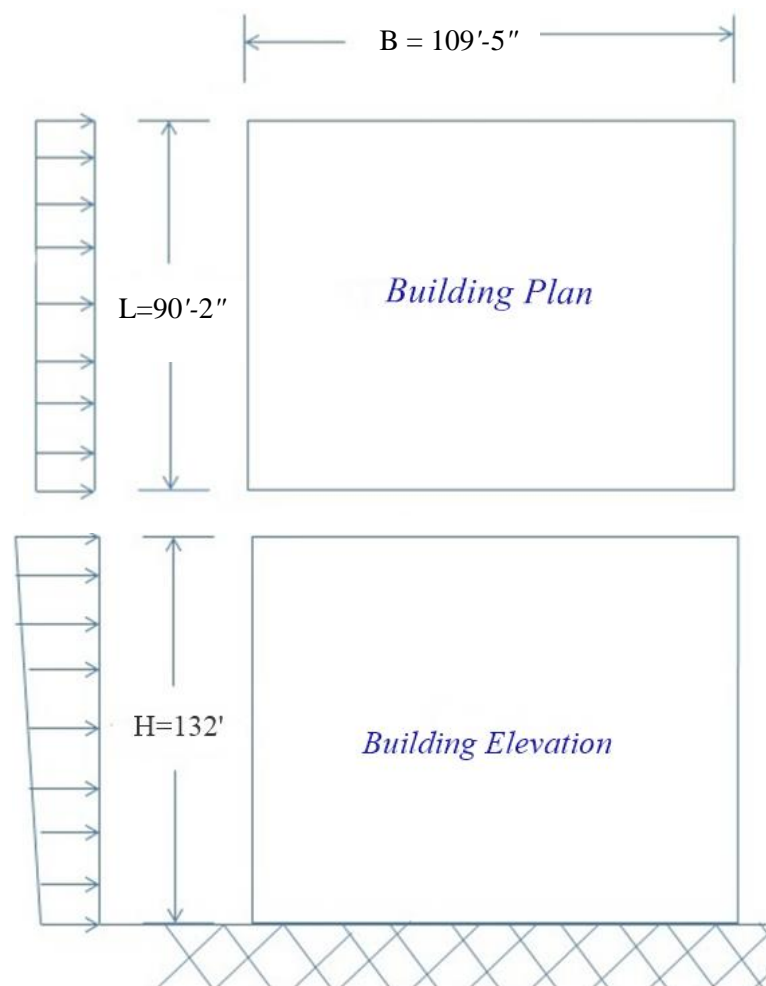 B = 109'-5"
L=90'-2"
Building Plan
H=132'
Building Elevation